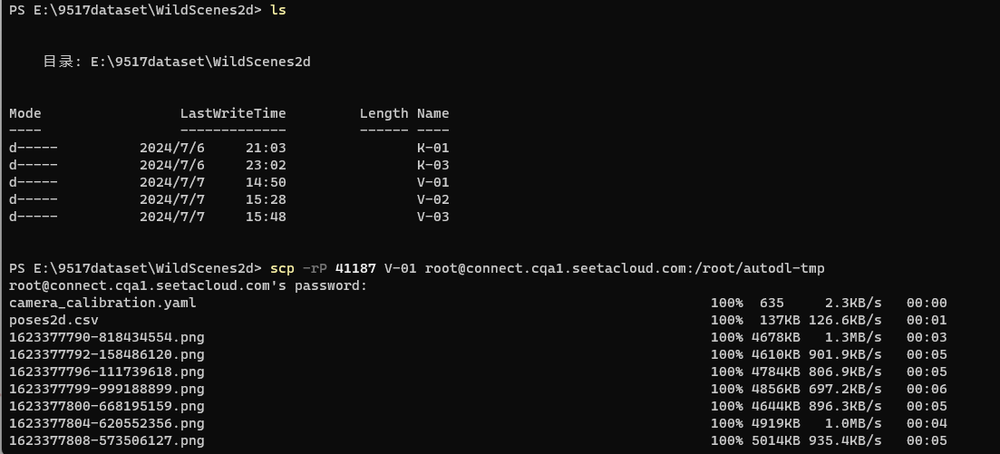 PS E:\9517dataset\WildScenes2d> ls
目录: E:\9517dataset\WildScenes2d
Mode                 LastWriteTime         Length Name
----                 -------------         ------ ----
d-----          2024/7/6     21:03                K-01
d-----          2024/7/6     23:02                K-03
d-----          2024/7/7     14:50                V-01
d-----          2024/7/7     15:28                V-02
d-----          2024/7/7     15:48                V-03
PS E:\9517dataset\WildScenes2d> scp -rP 41187 V-01 root@connect.cqa1.seetacloud.com:/root/autodl-tmp
root@connect.cqa1.seetacloud.com's password:
camera_calibration.yaml 100% 635 2.3KB/s 00:00
poses2d.csv 100% 137KB 126.6KB/s 00:01
1623377790-818434554.png 100% 4678KB 1.3MB/s 00:03
1623377792-158486120.png 100% 4610KB 901.9KB/s 00:05
1623377796-111739618.png 100% 4784KB 806.9KB/s 00:05
1623377799-999188899.png 100% 4856KB 697.2KB/s 00:06
1623377800-668195159.png 100% 4644KB 896.3KB/s 00:05
1623377804-620552356.png 100% 4919KB 1.0MB/s 00:04
1623377808-573506127.png 100% 5014KB 935.4KB/s 00:05